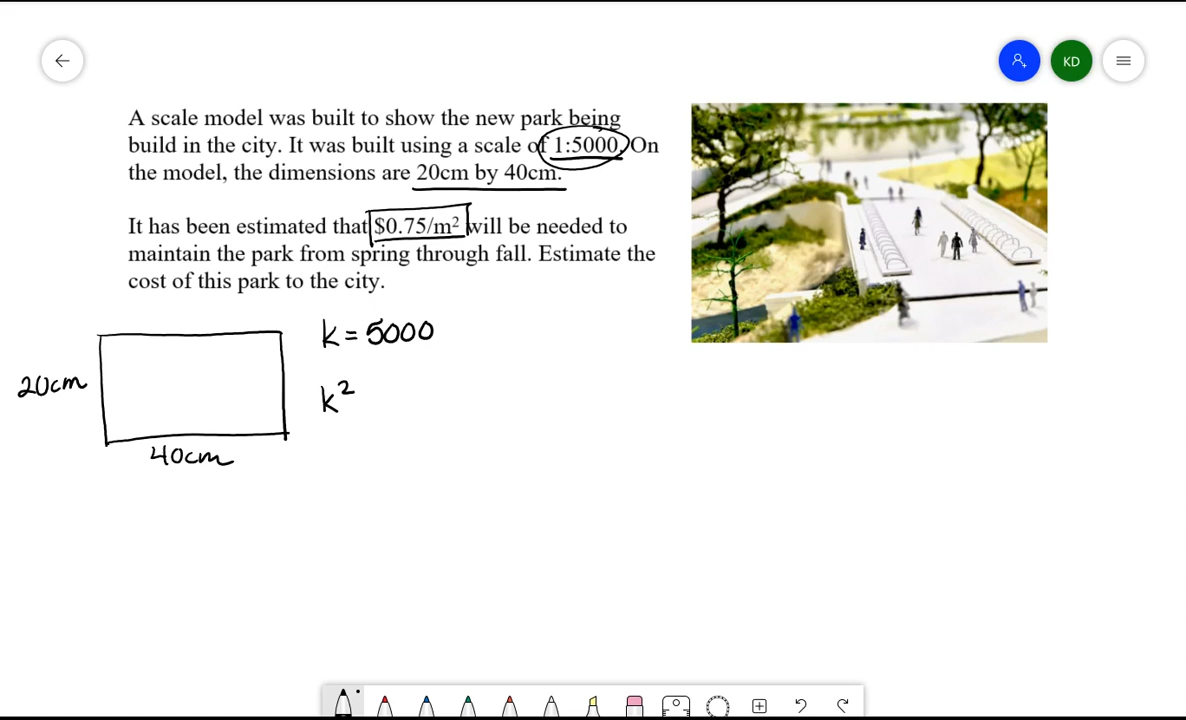 KD
A scale model was built to show the new park being
build in the city. It was built using a scale of 1:5000. On
the model, the dimensions are 20cm by 40cm.
It has been estimated that $0.75/m² will be needed to
maintain the park from spring through fall. Estimate the
cost of this park to the city.
k = 5000
20cm
k²
40cm